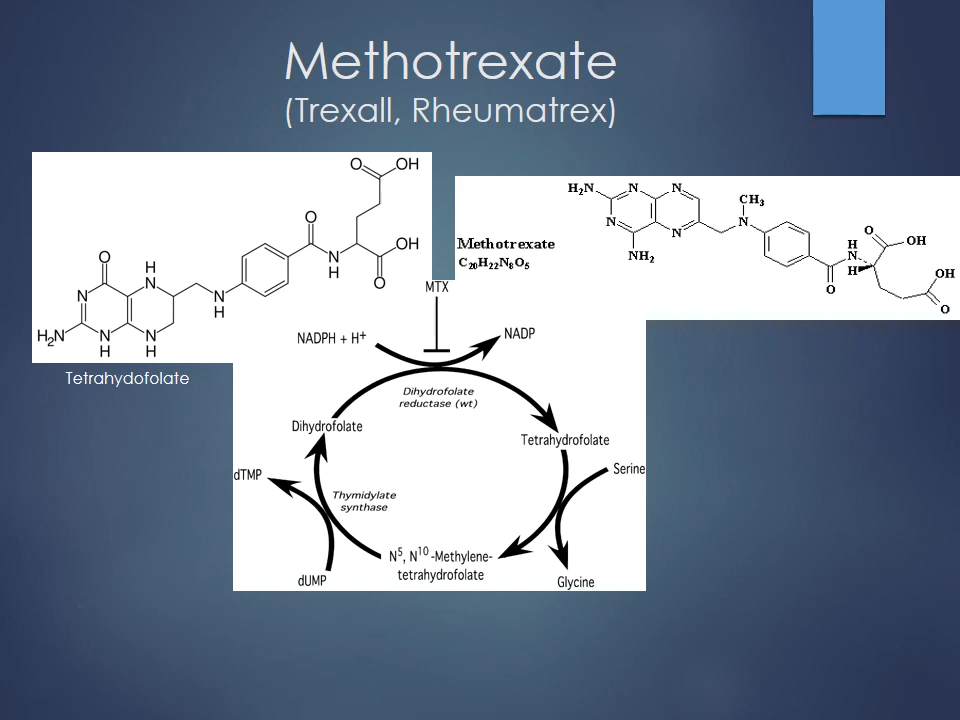 Methotrexate
(Trexall, Rheumatrex)
O
OH
O
OH
O
N
H
O
N
H
O
N
H
N
H₂N
N
H
N
H
Tetrahydofolate
Methotrexate
C₂₀H₂₂N₈O₅
H₂N
N
N
N
N
NH₂
CH₃
N
O
H
N
H
O
OH
OH
O
MTX
NADPH + H⁺
NADP
Dihydrofolate
reductase (wt)
Dihydrofolate
Tetrahydrofolate
Serine
dTMP
Thymidylate
synthase
N⁵, N¹⁰ -Methylene-
tetrahydrofolate
dUMP
Glycine